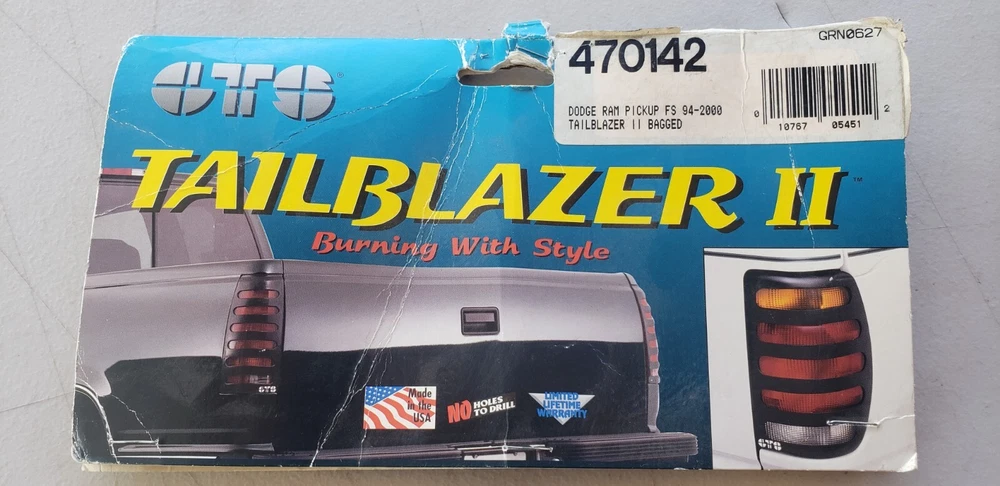 GTS
470142
GRN0627
DODGE RAM PICKUP FS 94-2000
TAILBLAZER II BAGGED
0 10767 05451 2
TAILBLAZER II™
Burning With Style
GTS
Made
in the
USA
NO HOLES
TO DRILL
LIMITED
LIFETIME
WARRANTY
GTS